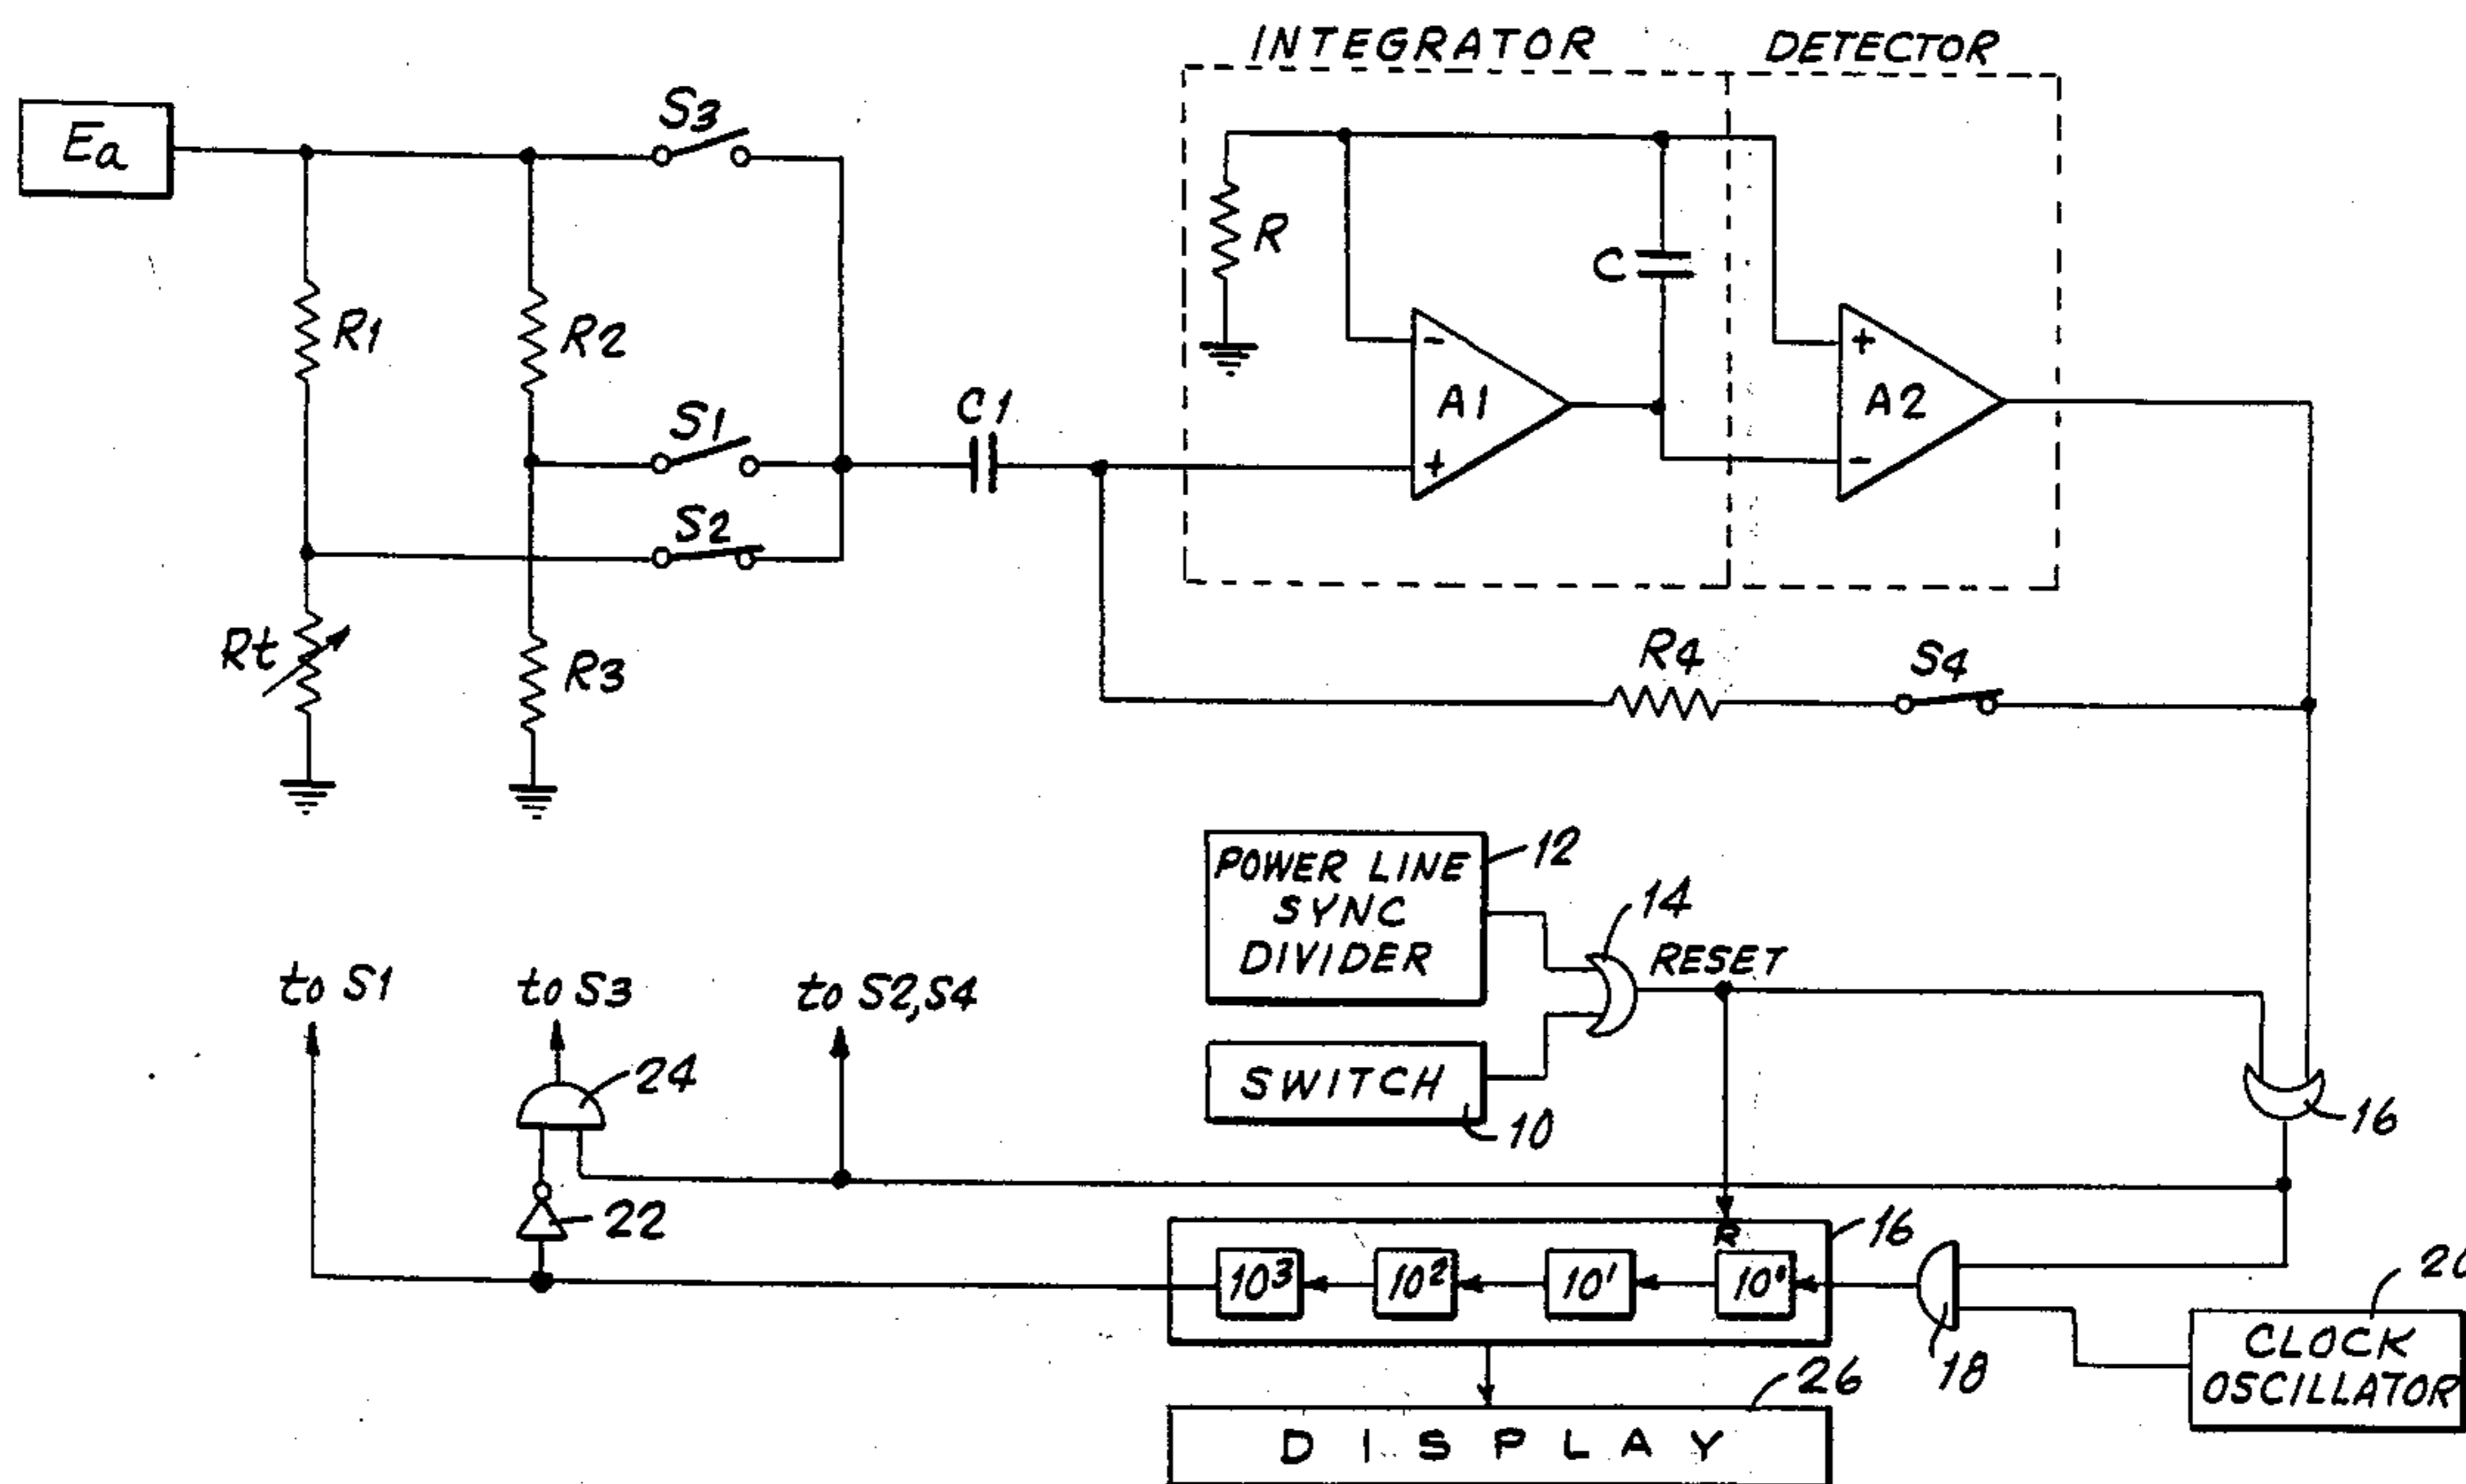 INTEGRATOR
DETECTOR
Ea
S3
R1
R2
R
C
A1
-
+
A2
+
-
S1
C1
S2
Rt
R3
R4
S4
POWER LINE
SYNC
DIVIDER
12
14
RESET
SWITCH
10
16
to S1
to S3
to S2,S4
24
22
R
16
10³
10²
10¹
10⁰
18
20
CLOCK
OSCILLATOR
26
DISPLAY